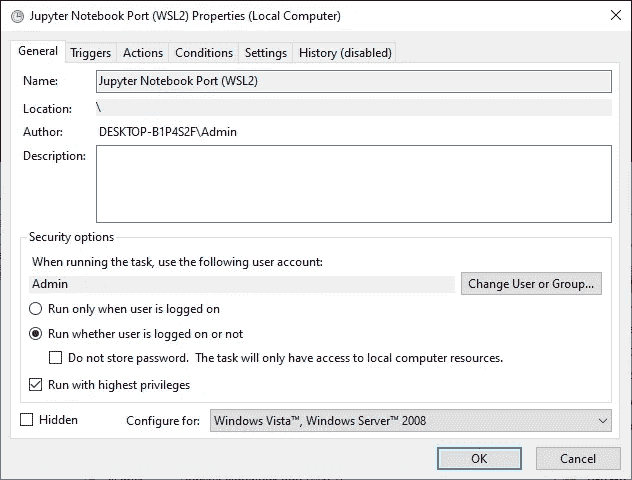 Jupyter Notebook Port (WSL2) Properties (Local Computer)
General Triggers Actions Conditions Settings History (disabled)
Name: Jupyter Notebook Port (WSL2)
Location: \
Author: DESKTOP-B1P4S2F\Admin
Description:
Security options
When running the task, use the following user account:
Admin Change User or Group...
Run only when user is logged on
Run whether user is logged on or not
Do not store password. The task will only have access to local computer resources.
Run with highest privileges
Hidden Configure for: Windows Vista™, Windows Server™ 2008
OK Cancel